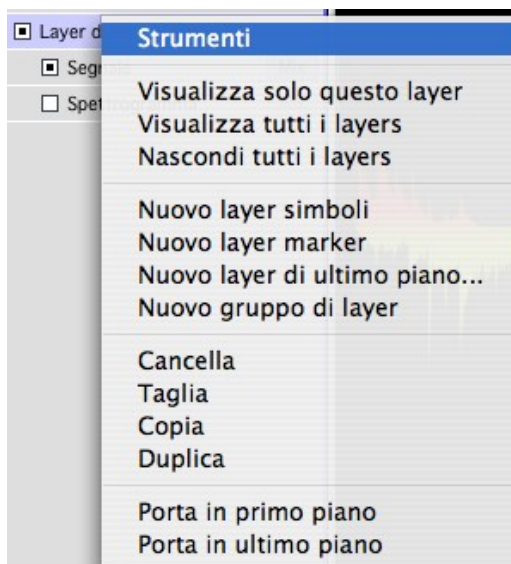 Layer d
Strumenti
Visualizza solo questo layer
Visualizza tutti i layers
Nascondi tutti i layers
Nuovo layer simboli
Nuovo layer marker
Nuovo layer di ultimo piano...
Nuovo gruppo di layer
Cancella
Taglia
Copia
Duplica
Porta in primo piano
Porta in ultimo piano